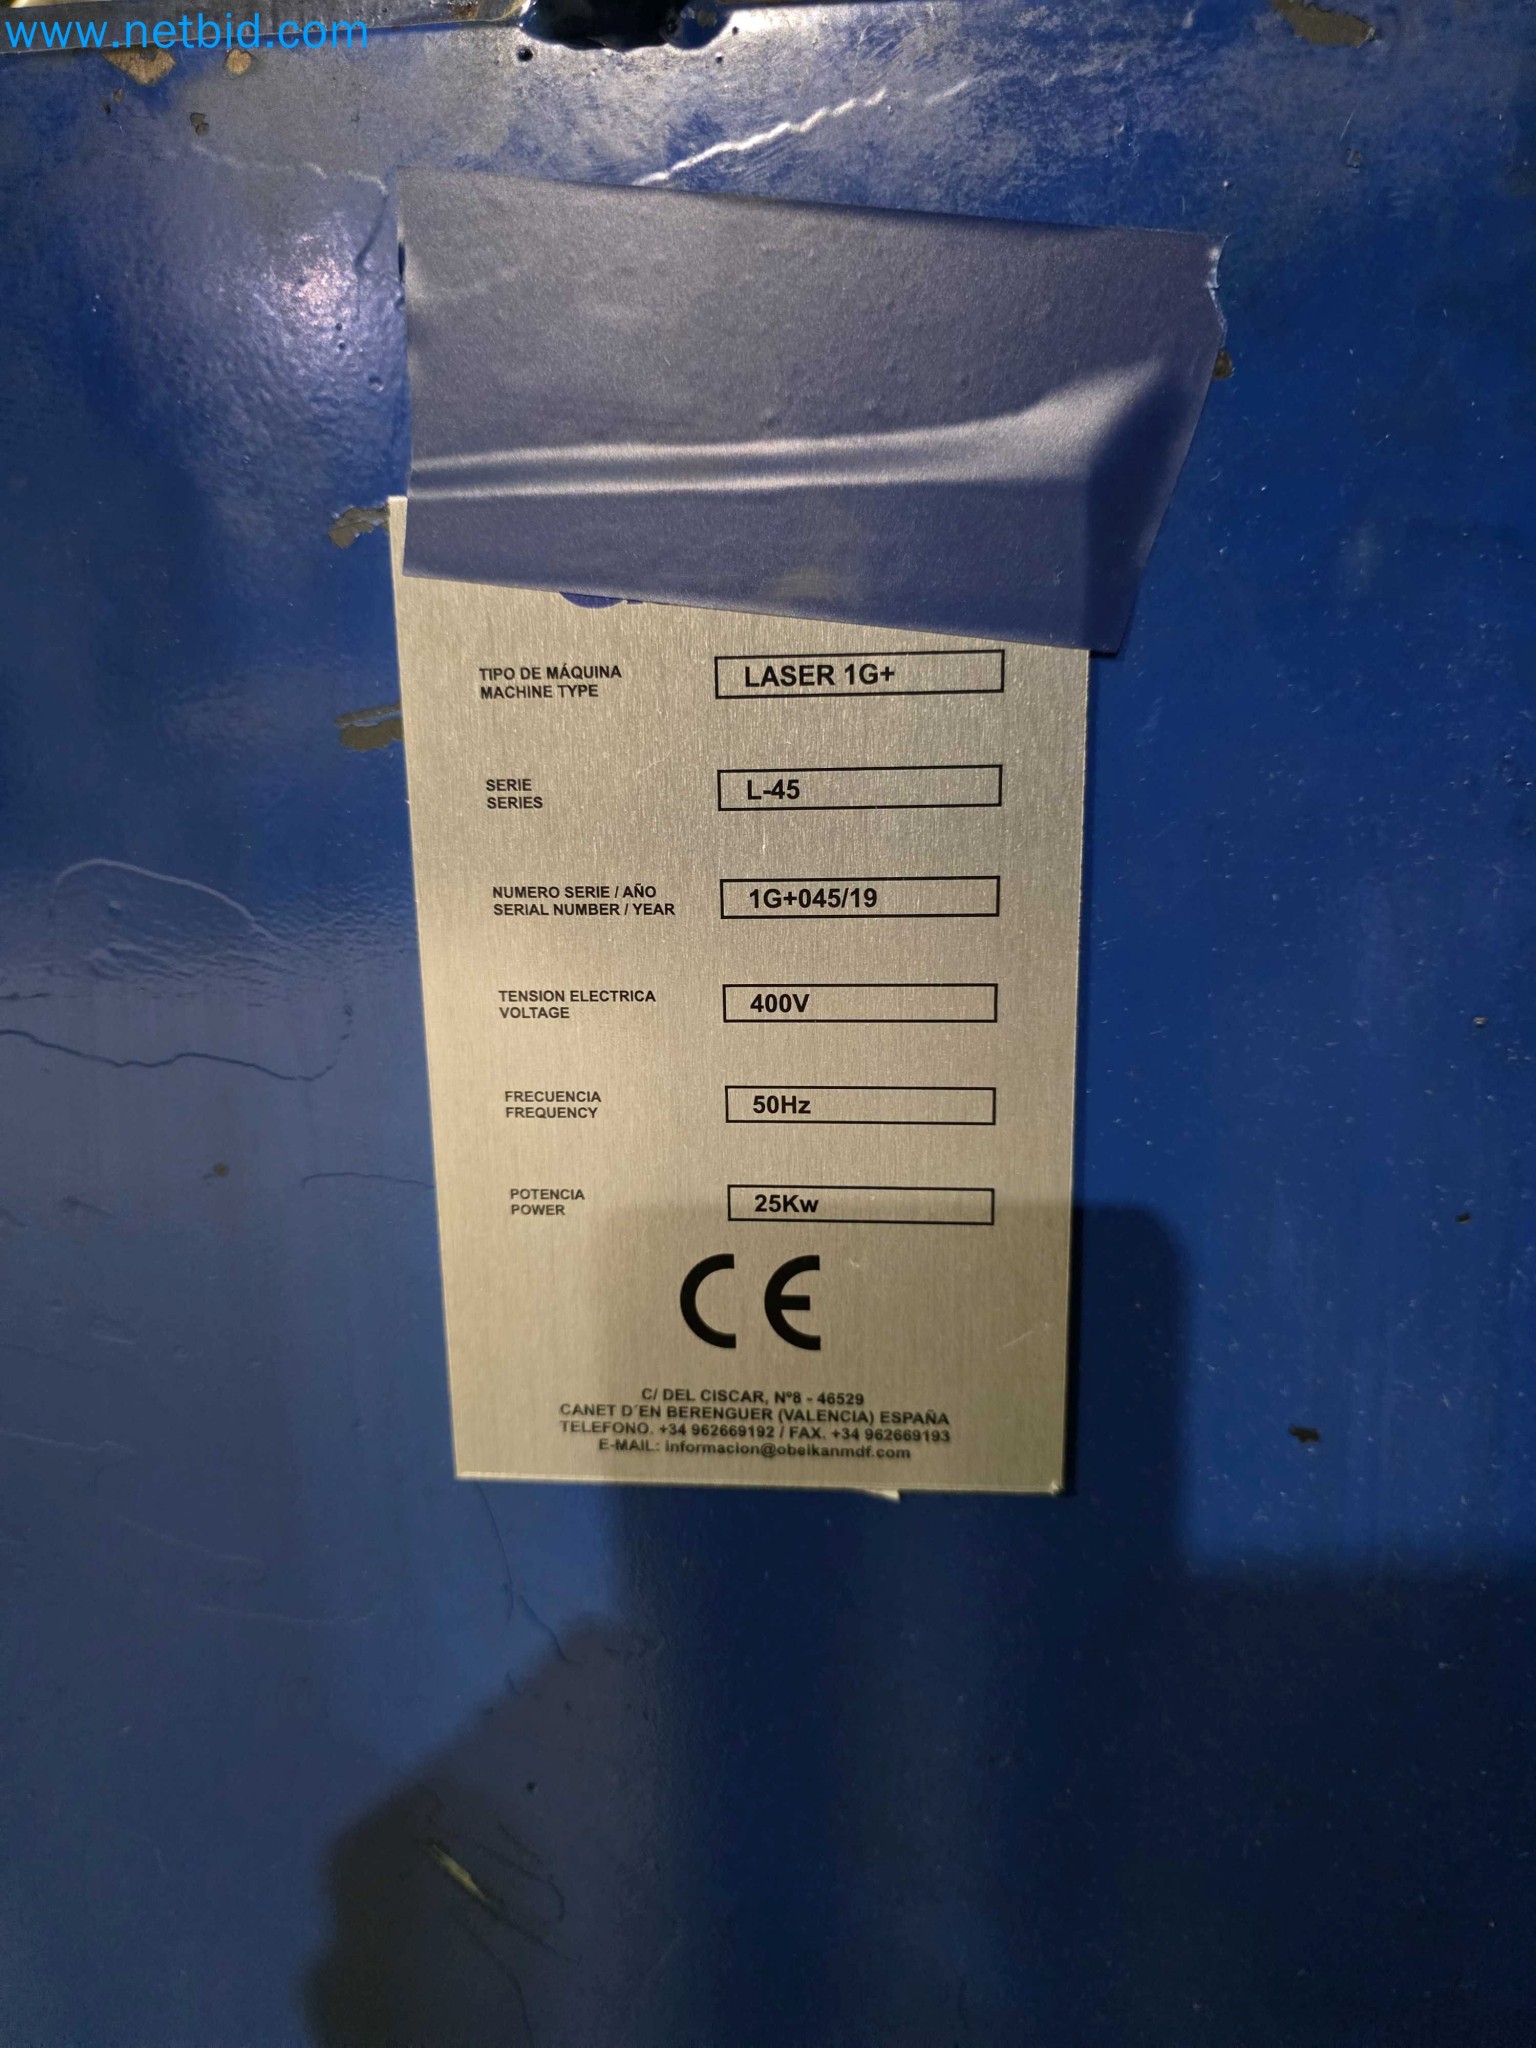 www.netbid.com
TIPO DE MÁQUINA
MACHINE TYPE
LASER 1G+
SERIE
SERIES
L-45
NUMERO SERIE / AÑO
SERIAL NUMBER / YEAR
1G+045/19
TENSION ELECTRICA
VOLTAGE
400V
FRECUENCIA
FREQUENCY
50Hz
POTENCIA
POWER
25Kw
CE
C/ DEL CISCAR, Nº8 - 46529
CANET D´EN BERENGUER (VALENCIA) ESPAÑA
TELEFONO. +34 962669192 / FAX. +34 962669193
E-MAIL: informacion@obeikanmdf.com